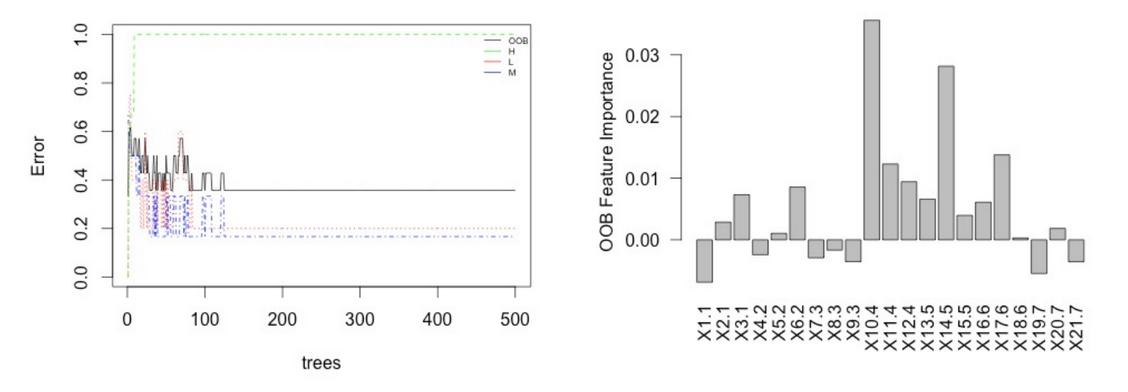 Error
1.0
0.8
0.6
0.4
0.2
0.0
OOB
H
L
M
0 100 200 300 400 500
trees
OOB Feature Importance
0.03
0.02
0.01
0.00
X1.1
X2.1
X3.1
X4.2
X5.2
X6.2
X7.3
X8.3
X9.3
X10.4
X11.4
X12.4
X13.5
X14.5
X15.5
X16.6
X17.6
X18.6
X19.7
X20.7
X21.7